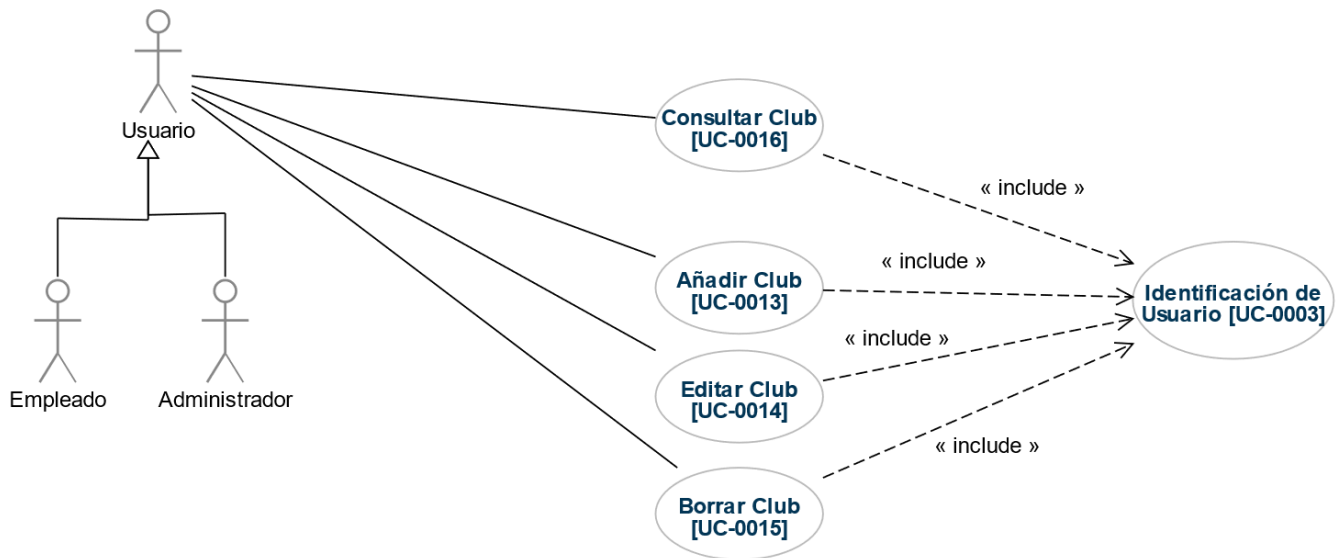 Usuario
Consultar Club
[UC-0016]
« include »
Añadir Club
[UC-0013]
« include »
Identificación de
Usuario [UC-0003]
« include »
Empleado
Administrador
Editar Club
[UC-0014]
« include »
Borrar Club
[UC-0015]